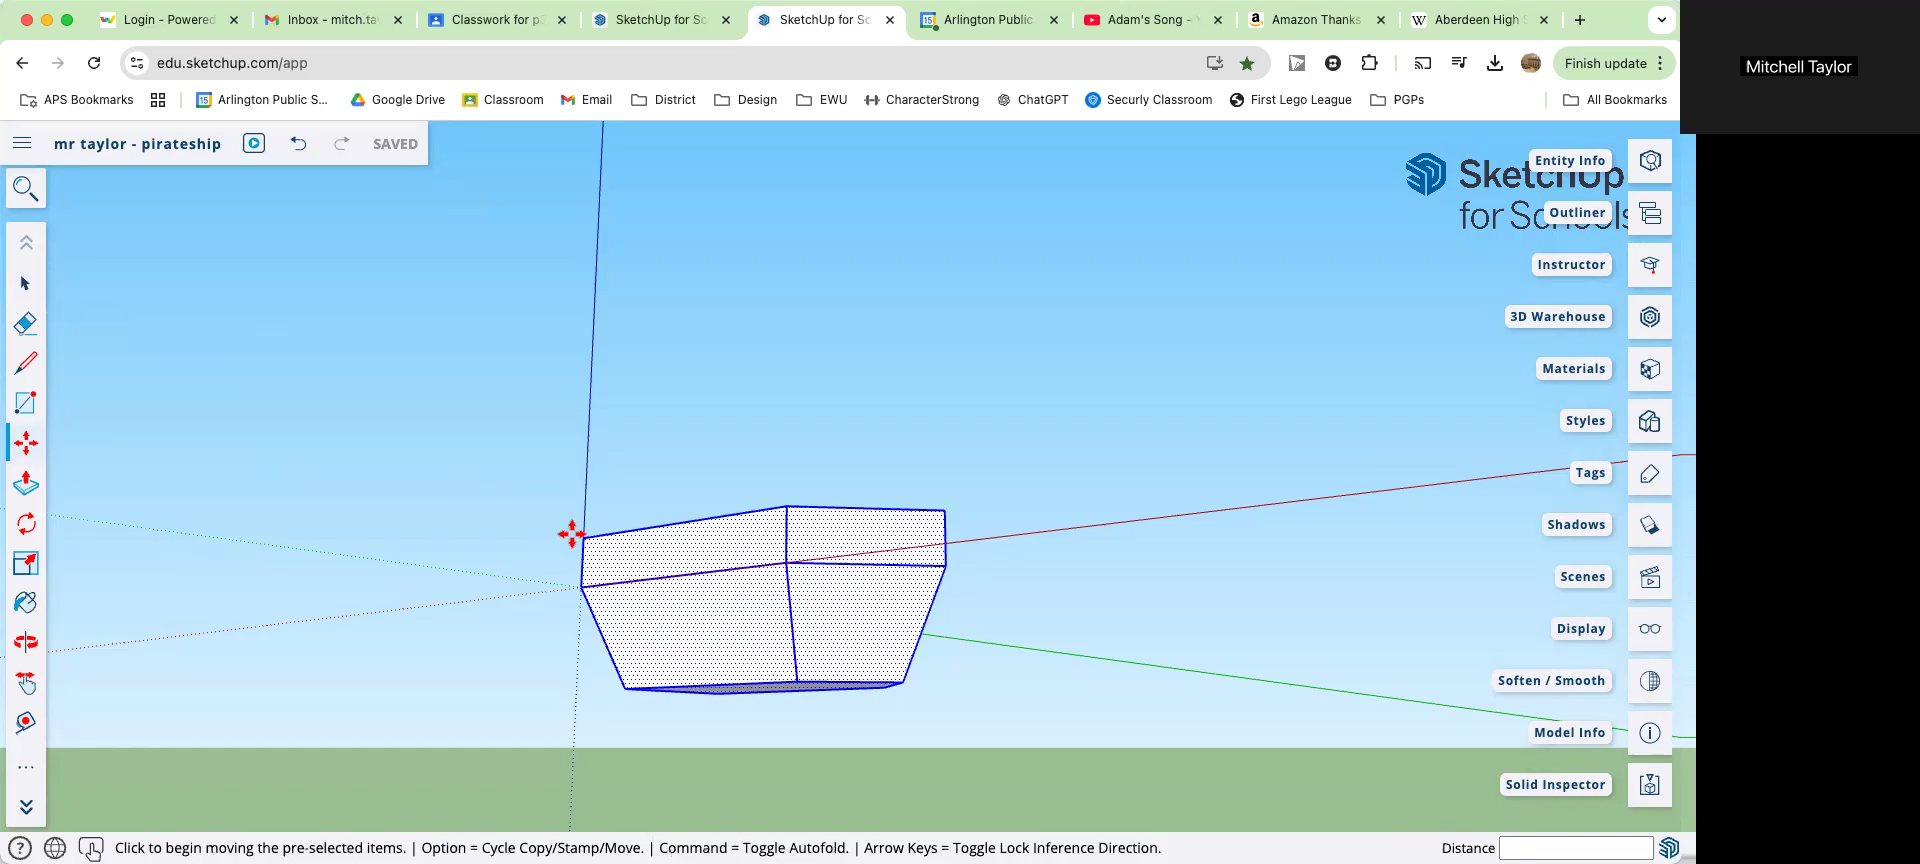 Login - Powered
Inbox - mitch.ta
Classwork for p
SketchUp for Sc
SketchUp for Sc
Arlington Public
Adam's Song -
Amazon Thanks
Aberdeen High S
edu.sketchup.com/app
Finish update
APS Bookmarks
Arlington Public S...
Google Drive
Classroom
Email
District
Design
EWU
CharacterStrong
ChatGPT
Securly Classroom
First Lego League
PGPs
All Bookmarks
Mitchell Taylor
mr taylor - pirateship
SAVED
SketchUp
for Schools
Entity Info
Outliner
Instructor
3D Warehouse
Materials
Styles
Tags
Shadows
Scenes
Display
Soften / Smooth
Model Info
Solid Inspector
Click to begin moving the pre-selected items. | Option = Cycle Copy/Stamp/Move. | Command = Toggle Autofold. | Arrow Keys = Toggle Lock Inference Direction.
Distance